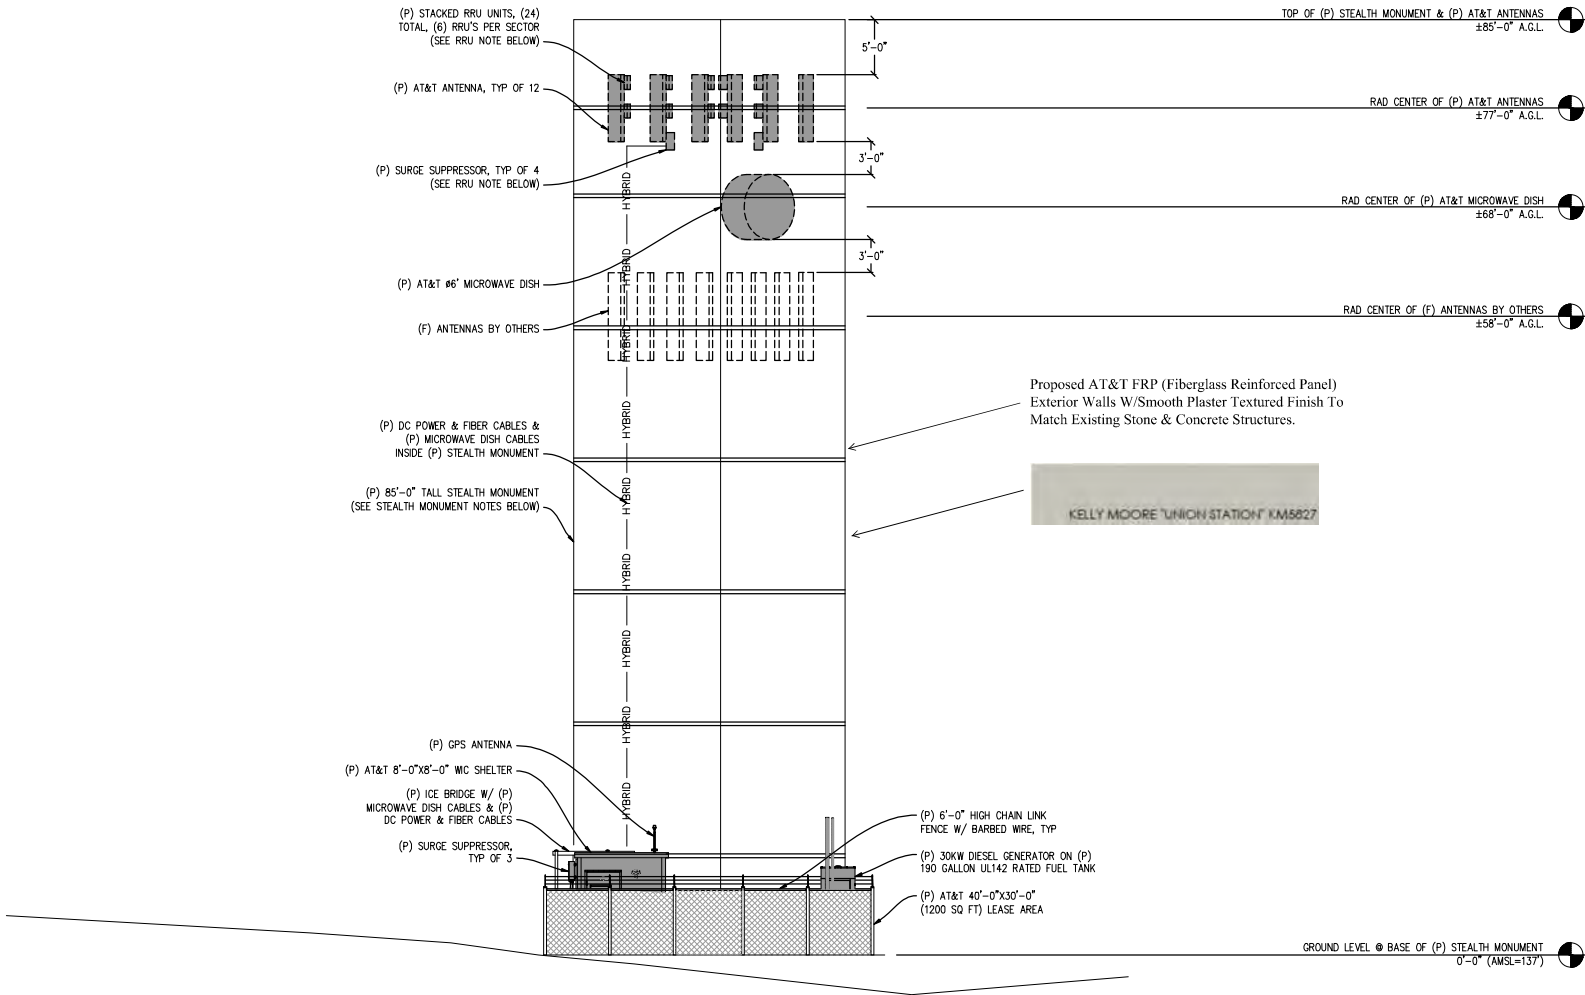 (P) STACKED RRU UNITS, (24)
TOTAL, (6) RRU'S PER SECTOR
(SEE RRU NOTE BELOW)
(P) AT&T ANTENNA, TYP OF 12
(P) SURGE SUPPRESSOR, TYP OF 4
(SEE RRU NOTE BELOW)
(P) AT&T ø6' MICROWAVE DISH
(F) ANTENNAS BY OTHERS
(P) DC POWER & FIBER CABLES &
(P) MICROWAVE DISH CABLES
INSIDE (P) STEALTH MONUMENT
(P) 85'-0" TALL STEALTH MONUMENT
(SEE STEALTH MONUMENT NOTES BELOW)
(P) GPS ANTENNA
(P) AT&T 8'-0"X8'-0" WIC SHELTER
(P) ICE BRIDGE W/ (P)
MICROWAVE DISH CABLES & (P)
DC POWER & FIBER CABLES
(P) SURGE SUPPRESSOR,
TYP OF 3
HYBRID
HYBRID
HYBRID
HYBRID
HYBRID
HYBRID
HYBRID
HYBRID
HYBRID
5'-0"
3'-0"
3'-0"
TOP OF (P) STEALTH MONUMENT & (P) AT&T ANTENNAS
±85'-0" A.G.L.
RAD CENTER OF (P) AT&T ANTENNAS
±77'-0" A.G.L.
RAD CENTER OF (P) AT&T MICROWAVE DISH
±68'-0" A.G.L.
RAD CENTER OF (F) ANTENNAS BY OTHERS
±58'-0" A.G.L.
Proposed AT&T FRP (Fiberglass Reinforced Panel)
Exterior Walls W/Smooth Plaster Textured Finish To
Match Existing Stone & Concrete Structures.
KELLY MOORE "UNION STATION" KM5827
(P) 6'-0" HIGH CHAIN LINK
FENCE W/ BARBED WIRE, TYP
(P) 30KW DIESEL GENERATOR ON (P)
190 GALLON UL142 RATED FUEL TANK
(P) AT&T 40'-0"X30'-0"
(1200 SQ FT) LEASE AREA
GROUND LEVEL @ BASE OF (P) STEALTH MONUMENT
0'-0" (AMSL=137')